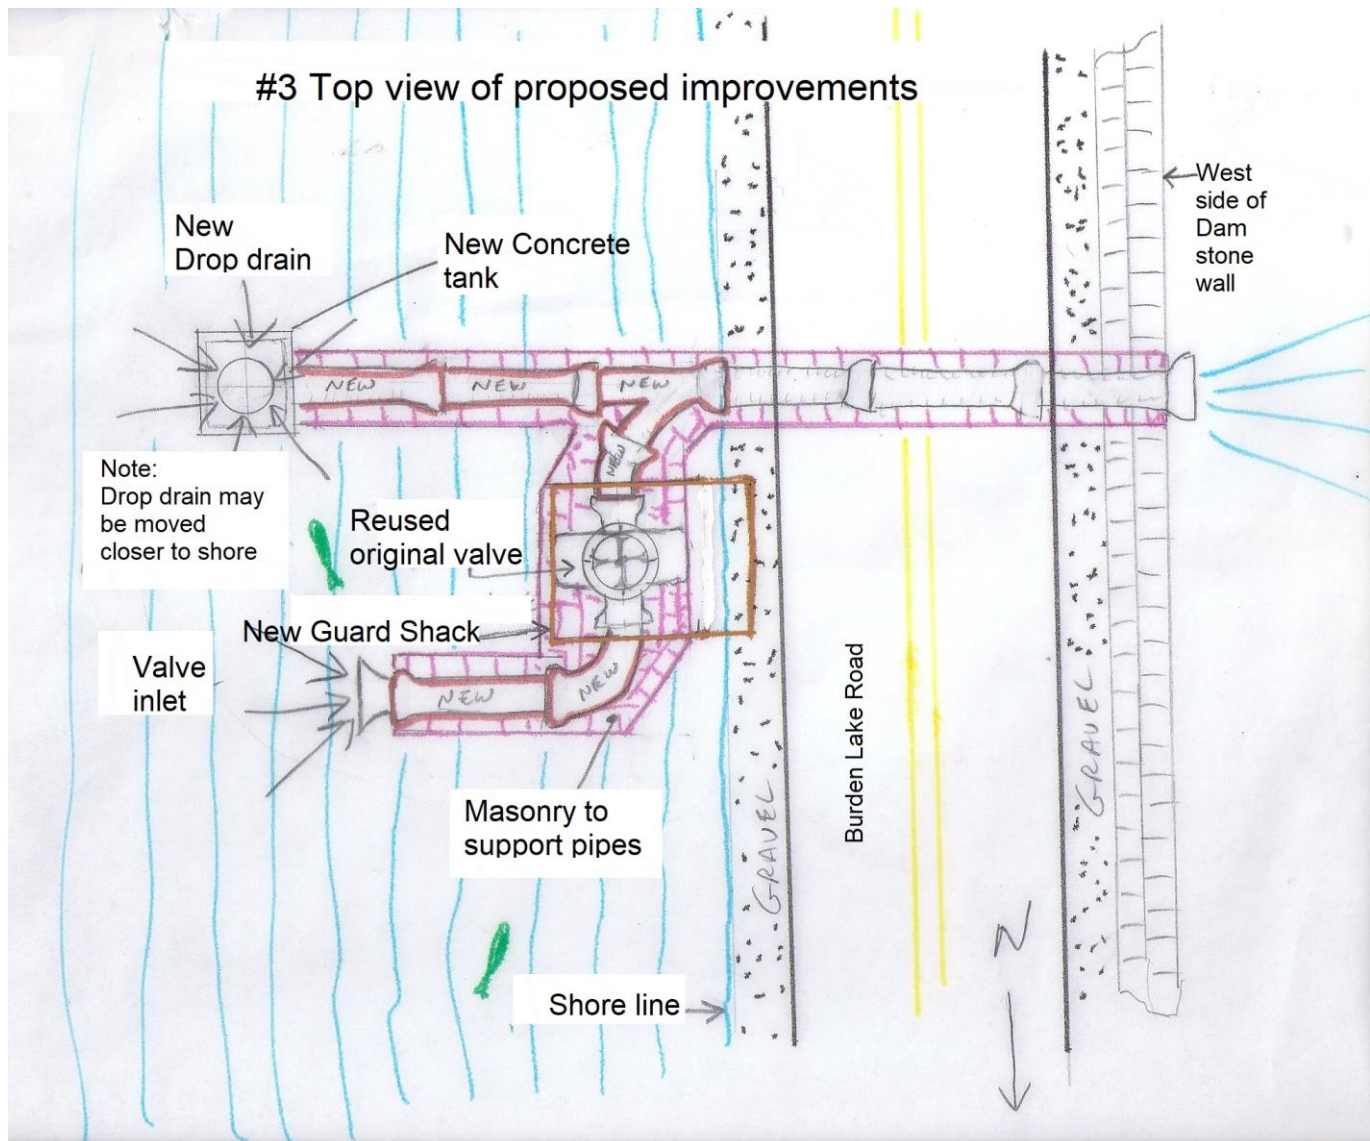 #3 Top view of proposed improvements
West
side of
Dam
stone
wall
New
Drop drain
New Concrete
tank
NEW
NEW
NEW
NEW
Note:
Drop drain may
be moved
closer to shore
Reused
original valve
New Guard Shack
Valve
inlet
NEW
NEW
Masonry to
support pipes
Burden Lake Road
GRAVEL
GRAVEL
Shore line
N